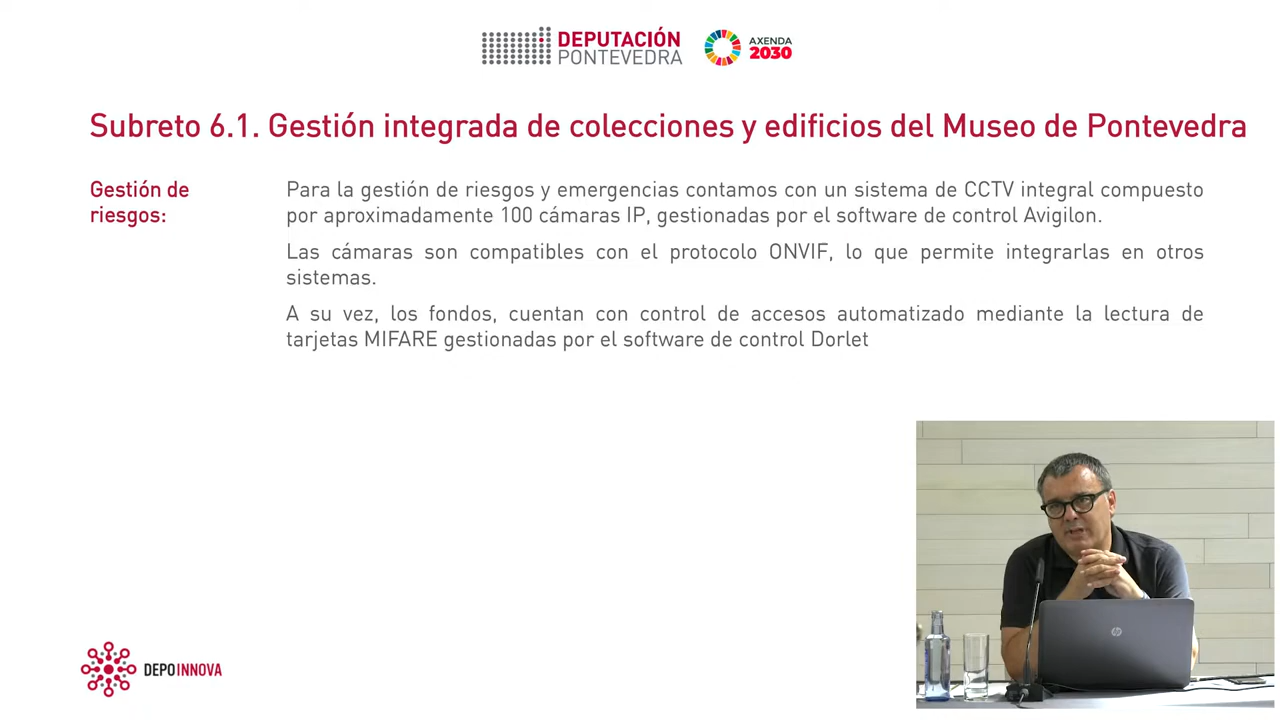 DEPUTACIÓN
PONTEVEDRA
AXENDA
2030
Subreto 6.1. Gestión integrada de colecciones y edificios del Museo de Pontevedra
Gestión de
riesgos:
Para la gestión de riesgos y emergencias contamos con un sistema de CCTV integral compuesto
por aproximadamente 100 cámaras IP, gestionadas por el software de control Avigilon.
Las cámaras son compatibles con el protocolo ONVIF, lo que permite integrarlas en otros
sistemas.
A su vez, los fondos, cuentan con control de accesos automatizado mediante la lectura de
tarjetas MIFARE gestionadas por el software de control Dorlet
hp
DEPOINNOVA